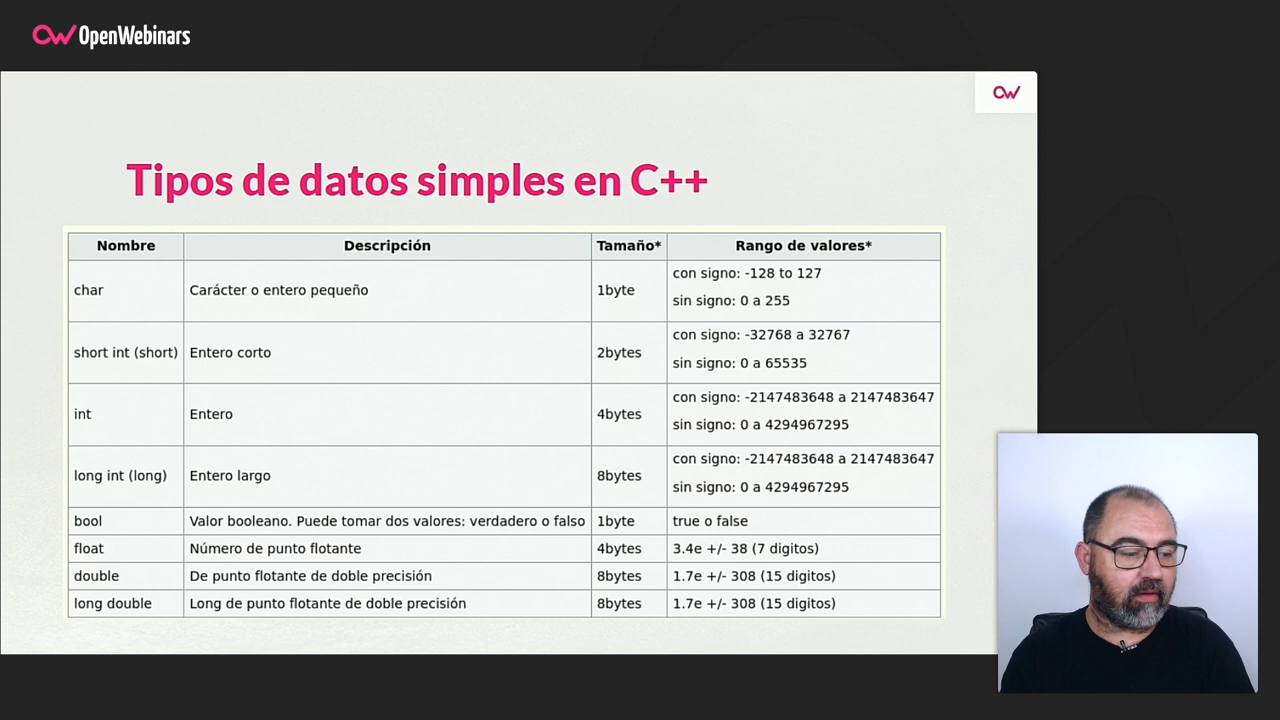 OpenWebinars
Tipos de datos simples en C++
Nombre Descripción Tamaño* Rango de valores*
char Carácter o entero pequeño 1byte con signo: -128 to 127
sin signo: 0 a 255
short int (short) Entero corto 2bytes con signo: -32768 a 32767
sin signo: 0 a 65535
int Entero 4bytes con signo: -2147483648 a 2147483647
sin signo: 0 a 4294967295
long int (long) Entero largo 8bytes con signo: -2147483648 a 2147483647
sin signo: 0 a 4294967295
bool Valor booleano. Puede tomar dos valores: verdadero o falso 1byte true o false
float Número de punto flotante 4bytes 3.4e +/- 38 (7 digitos)
double De punto flotante de doble precisión 8bytes 1.7e +/- 308 (15 digitos)
long double Long de punto flotante de doble precisión 8bytes 1.7e +/- 308 (15 digitos)